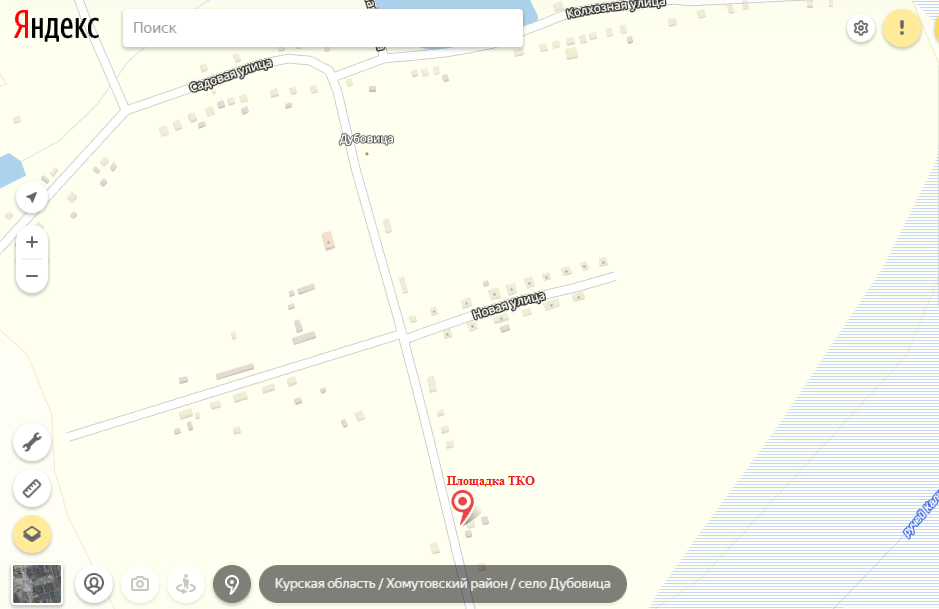 Яндекс
Поиск
Колхозная улица
Садовая улица
Дубовица
Новая улица
Площадка ТКО
Курская область / Хомутовский район / село Дубовица